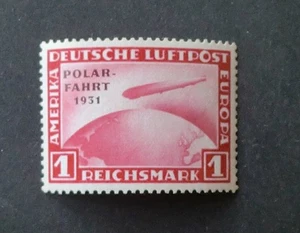 DEUTSCHE LUFTPOST
AMERIKA
EUROPA
POLAR-
FAHRT
1931
1 REICHSMARK 1